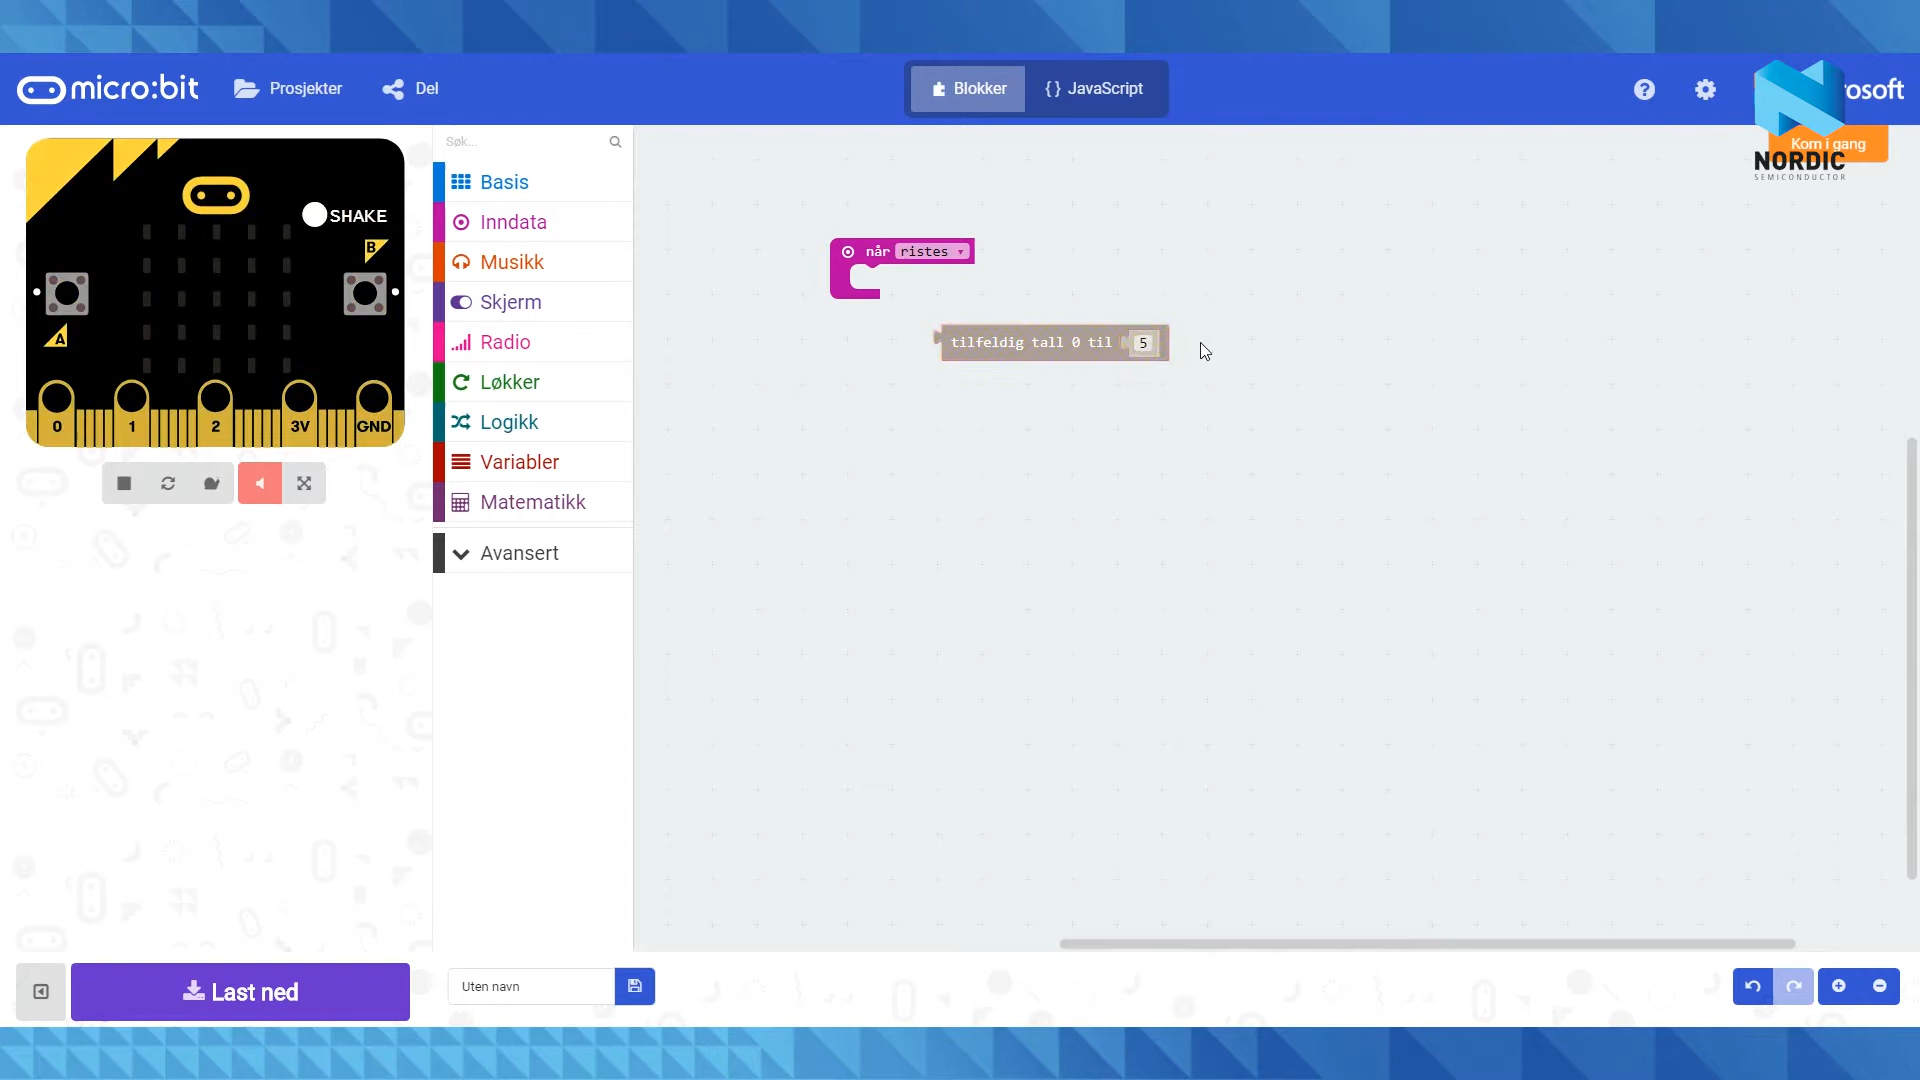 micro:bit
Prosjekter
Del
Blokker
{ } JavaScript
rosoft
Kom i gang
NORDIC
SEMICONDUCTOR
SHAKE
B
A
0 1 2 3V GND
Søk...
Basis
Inndata
Musikk
Skjerm
Radio
Løkker
Logikk
Variabler
Matematikk
Avansert
når ristes
tilfeldig tall 0 til 5
Last ned
Uten navn